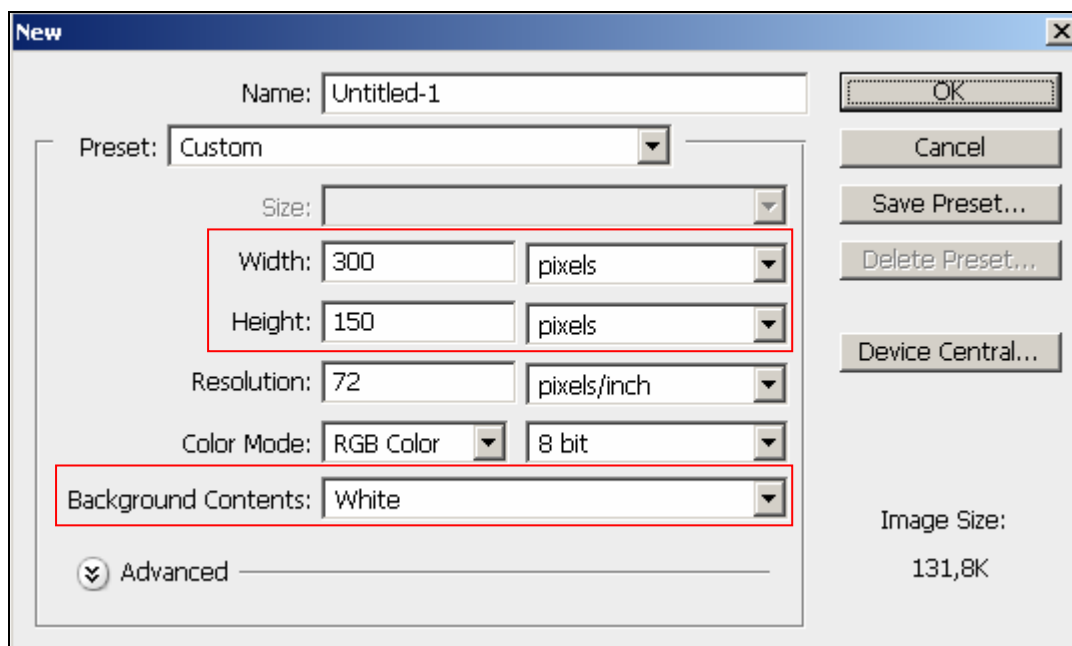 New
Name: Untitled-1
OK
Preset: Custom
Cancel
Size:
Save Preset...
Width: 300 pixels
Delete Preset...
Height: 150 pixels
Device Central...
Resolution: 72 pixels/inch
Color Mode: RGB Color 8 bit
Background Contents: White
Image Size:
131,8K
Advanced